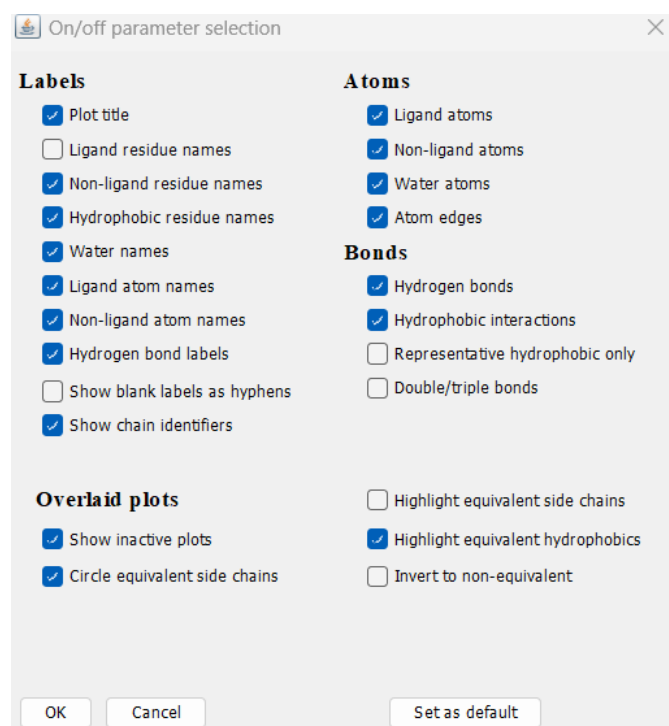 On/off parameter selection
Labels
Plot title
Ligand residue names
Non-ligand residue names
Hydrophobic residue names
Water names
Ligand atom names
Non-ligand atom names
Hydrogen bond labels
Show blank labels as hyphens
Show chain identifiers
Atoms
Ligand atoms
Non-ligand atoms
Water atoms
Atom edges
Bonds
Hydrogen bonds
Hydrophobic interactions
Representative hydrophobic only
Double/triple bonds
Overlaid plots
Show inactive plots
Circle equivalent side chains
Highlight equivalent side chains
Highlight equivalent hydrophobics
Invert to non-equivalent
OK
Cancel
Set as default